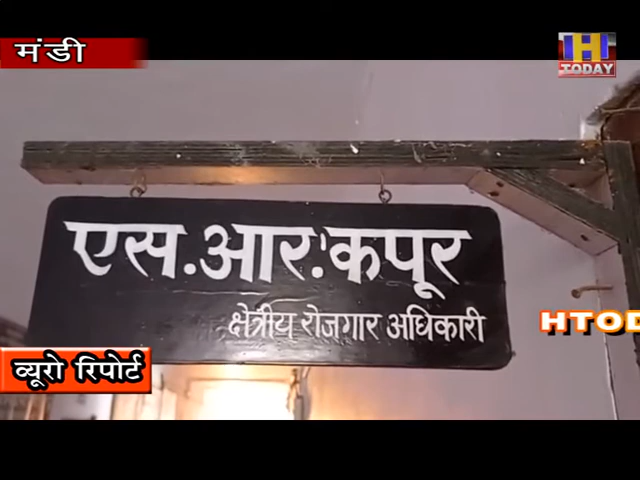 मंडी
H
TODAY
एस.आर.कपूर
क्षेत्रीय रोजगार अधिकारी
HTOD
ब्यूरो रिपोर्ट